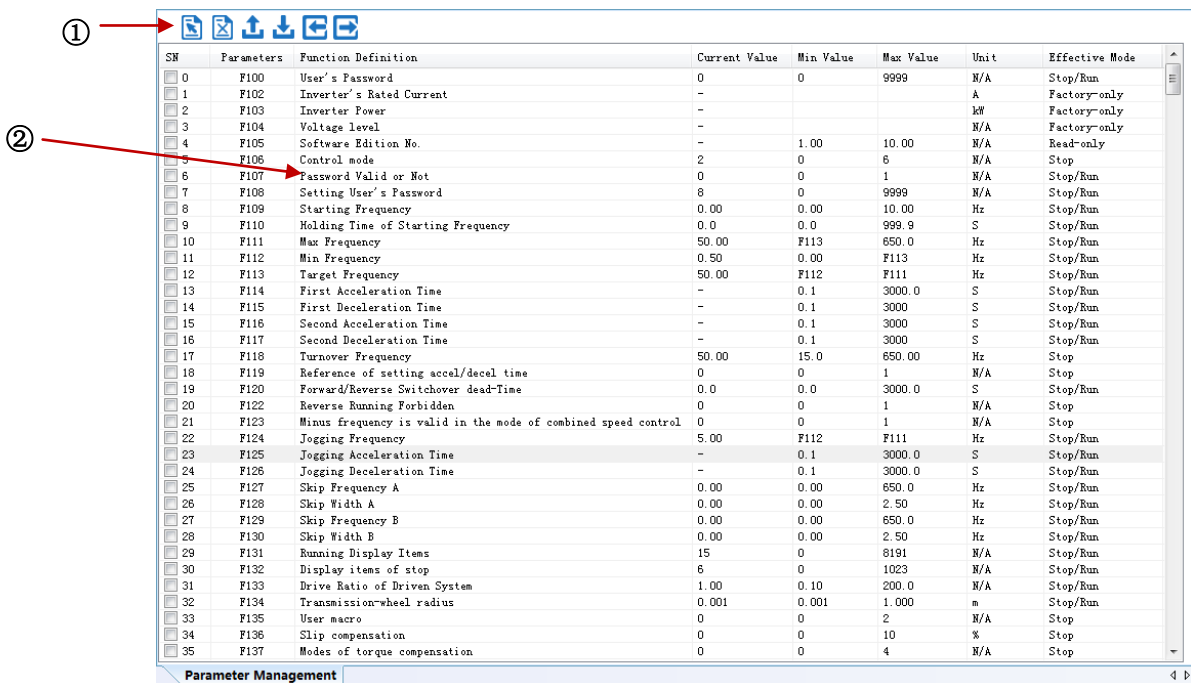 ①
SN Parameters Function Definition Current Value Min Value Max Value Unit Effective Mode
0 F100 User's Password 0 0 9999 N/A Stop/Run
1 F102 Inverter's Rated Current - A Factory-only
2 F103 Inverter Power - kW Factory-only
3 F104 Voltage level - N/A Factory-only
②
4 F105 Software Edition No. - 1.00 10.00 N/A Read-only
5 F106 Control mode 2 0 6 N/A Stop
6 F107 Password Valid or Not 0 0 1 N/A Stop/Run
7 F108 Setting User's Password 8 0 9999 N/A Stop/Run
8 F109 Starting Frequency 0.00 0.00 10.00 Hz Stop/Run
9 F110 Holding Time of Starting Frequency 0.0 0.0 999.9 S Stop/Run
10 F111 Max Frequency 50.00 F113 650.0 Hz Stop/Run
11 F112 Min Frequency 0.50 0.00 F113 Hz Stop/Run
12 F113 Target Frequency 50.00 F112 F111 Hz Stop/Run
13 F114 First Acceleration Time - 0.1 3000.0 S Stop/Run
14 F115 First Deceleration Time - 0.1 3000 S Stop/Run
15 F116 Second Acceleration Time - 0.1 3000 S Stop/Run
16 F117 Second Deceleration Time - 0.1 3000 S Stop/Run
17 F118 Turnover Frequency 50.00 15.0 650.00 Hz Stop
18 F119 Reference of setting accel/decel time 0 0 1 N/A Stop
19 F120 Forward/Reverse Switchover dead-Time 0.0 0.0 3000.0 S Stop/Run
20 F122 Reverse Running Forbidden 0 0 1 N/A Stop
21 F123 Minus frequency is valid in the mode of combined speed control 0 0 1 N/A Stop
22 F124 Jogging Frequency 5.00 F112 F111 Hz Stop/Run
23 F125 Jogging Acceleration Time - 0.1 3000.0 S Stop/Run
24 F126 Jogging Deceleration Time - 0.1 3000.0 S Stop/Run
25 F127 Skip Frequency A 0.00 0.00 650.0 Hz Stop/Run
26 F128 Skip Width A 0.00 0.00 2.50 Hz Stop/Run
27 F129 Skip Frequency B 0.00 0.00 650.0 Hz Stop/Run
28 F130 Skip Width B 0.00 0.00 2.50 Hz Stop/Run
29 F131 Running Display Items 15 0 8191 N/A Stop/Run
30 F132 Display items of stop 6 0 1023 N/A Stop/Run
31 F133 Drive Ratio of Driven System 1.00 0.10 200.0 N/A Stop/Run
32 F134 Transmission-wheel radius 0.001 0.001 1.000 m Stop/Run
33 F135 User macro 0 0 2 N/A Stop
34 F136 Slip compensation 0 0 10 % Stop
35 F137 Modes of torque compensation 0 0 4 N/A Stop
Parameter Management